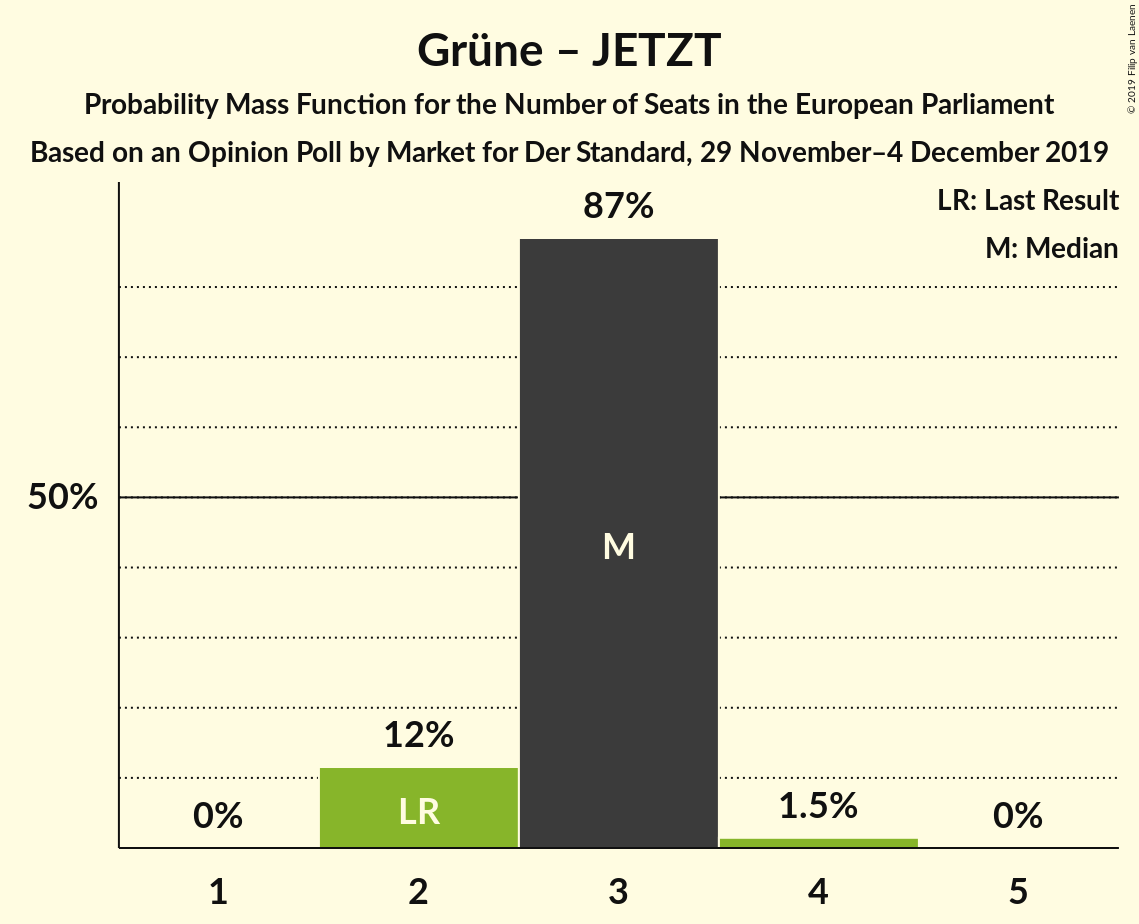 Grüne – JETZT
Probability Mass Function for the Number of Seats in the European Parliament
Based on an Opinion Poll by Market for Der Standard, 29 November–4 December 2019
© 2019 Filip van Laenen
LR: Last Result
M: Median
87%
50%
M
12%
LR
0%
1.5%
0%
1 2 3 4 5